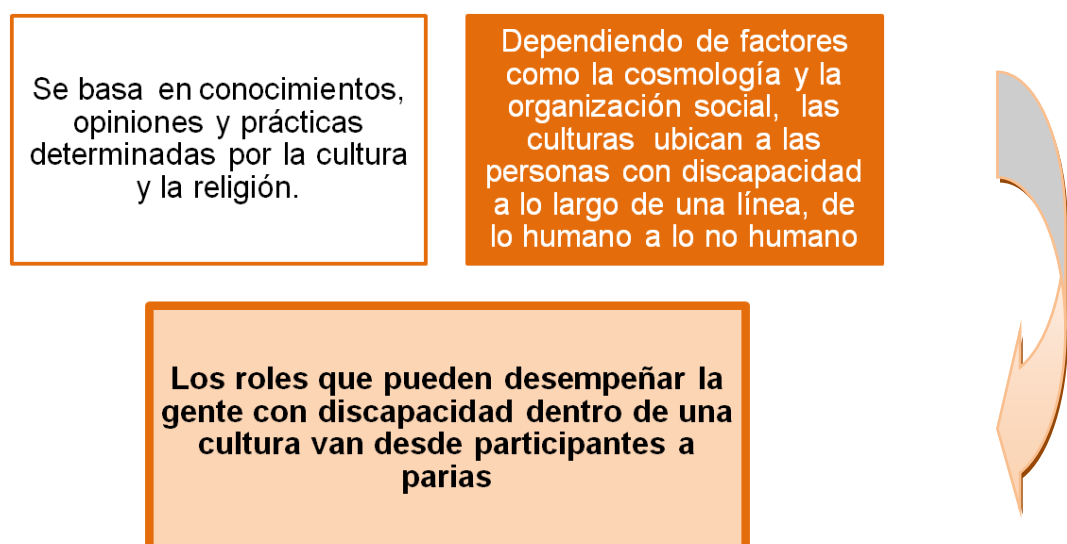 Se basa en conocimientos,
opiniones y prácticas
determinadas por la cultura
y la religión.
Dependiendo de factores
como la cosmología y la
organización social, las
culturas ubican a las
personas con discapacidad
a lo largo de una línea, de
lo humano a lo no humano
Los roles que pueden desempeñar la
gente con discapacidad dentro de una
cultura van desde participantes a
parias